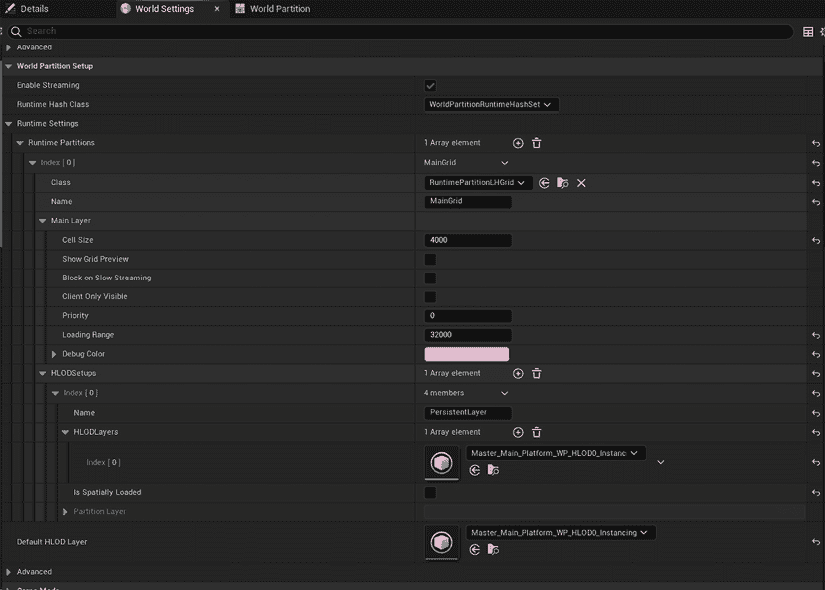 Details
World Settings
World Partition
Search
Advanced
World Partition Setup
Enable Streaming
Runtime Hash Class WorldPartitionRuntimeHashSet
Runtime Settings
Runtime Partitions 1 Array element
Index [ 0 ] MainGrid
Class RuntimePartitionLHGrid
Name MainGrid
Main Layer
Cell Size 4000
Show Grid Preview
Block on Slow Streaming
Client Only Visible
Priority 0
Loading Range 32000
Debug Color
HLODSetups 1 Array element
Index [ 0 ] 4 members
Name PersistentLayer
HLODLayers 1 Array element
Index [ 0 ] Master_Main_Platform_WP_HLOD0_Instanc
Is Spatially Loaded
Partition Layer
Default HLOD Layer Master_Main_Platform_WP_HLOD0_Instancing
Advanced